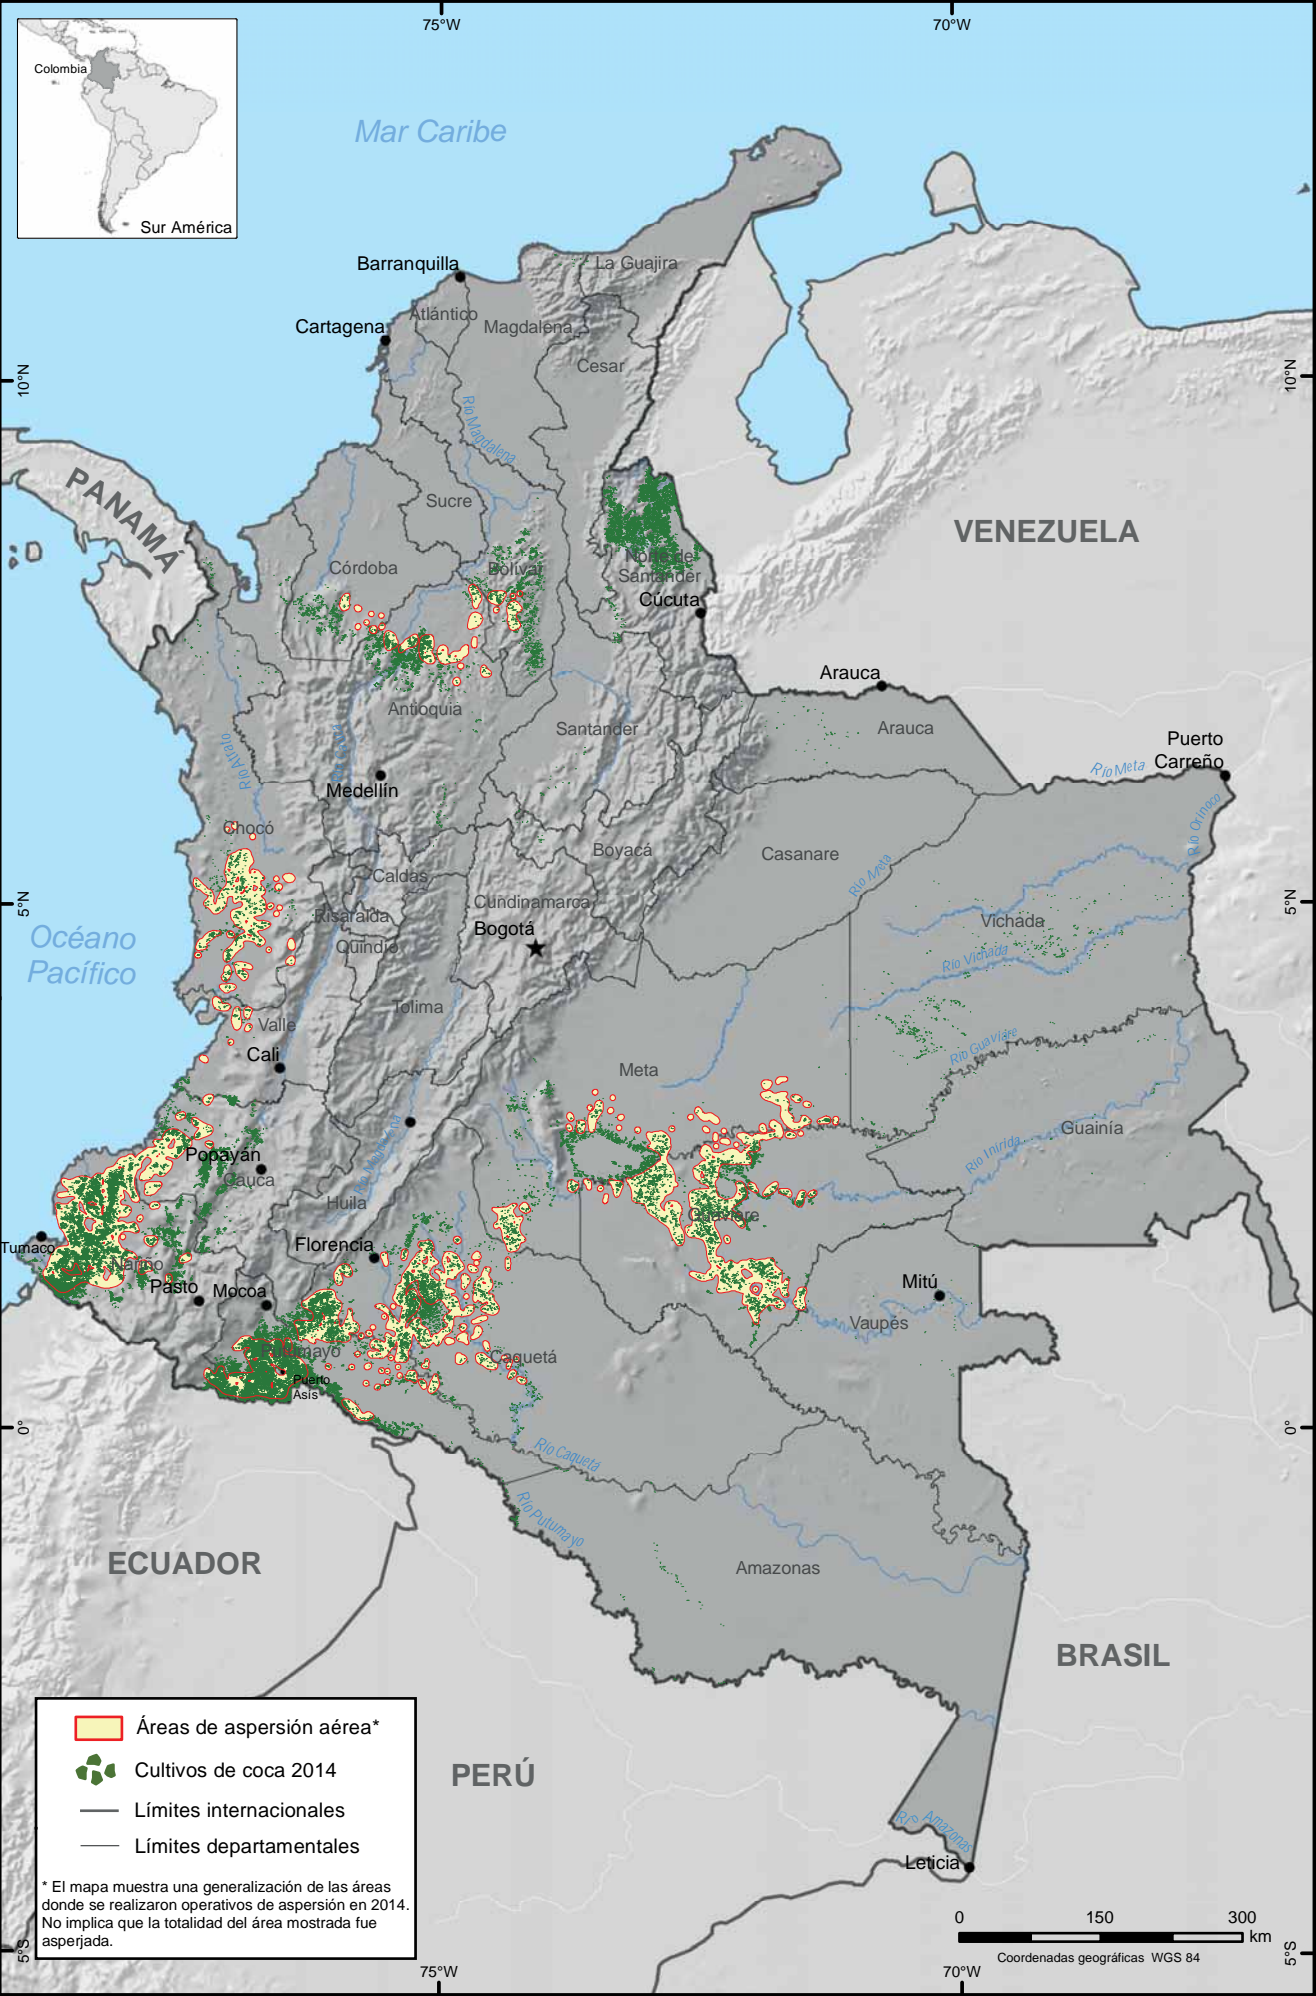 75°W
70°W
Colombia
Sur América
Mar Caribe
Barranquilla
La Guajira
Atlántico
Cartagena
Magdalena
Cesar
10°N
10°N
Río Magdalena
PANAMÁ
Sucre
VENEZUELA
Córdoba
Bolívar
Norte de
Santander
Cúcuta
Arauca
Antioquia
Santander
Arauca
Puerto
Carreño
Río Meta
Río Atrato
Medellín
Río Orinoco
Chocó
Boyacá
Casanare
Caldas
Río Meta
5°N
5°N
Cundinamarca
Risaralda
Vichada
Bogotá
Océano
Pacífico
Quindío
Río Vichada
Tolima
Valle
Río Guaviare
Cali
Meta
Guainía
Río Inírida
Popayán
Cauca
Río Magdalena
Huila
Guaviare
Tumaco
Florencia
Nariño
Pasto
Mocoa
Mitú
Vaupés
Putumayo
Caquetá
Puerto
Asís
0°
0°
Río Caquetá
Río Putumayo
ECUADOR
Amazonas
BRASIL
PERÚ
Áreas de aspersión aérea*
Cultivos de coca 2014
Límites internacionales
Límites departamentales
* El mapa muestra una generalización de las áreas
donde se realizaron operativos de aspersión en 2014.
No implica que la totalidad del área mostrada fue
asperjada.
Río Amazonas
Leticia
0 150 300
km
Coordenadas geográficas WGS 84
5°S
5°S
75°W
70°W